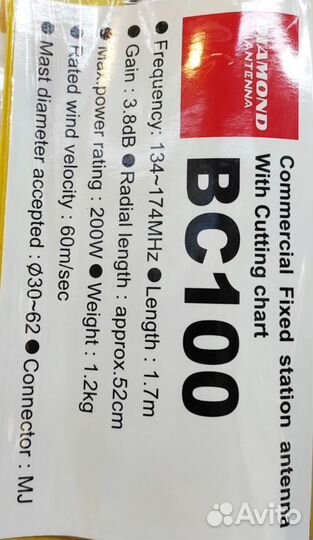 DIAMOND
ANTENNA
Commercial Fixed station antenna
With Cutting chart
BC100
● Frequency: 134~174MHz ● Length : 1.7m
● Gain : 3.8dB ● Radial length : approx.52cm
● Max.power rating : 200W ● Weight : 1.2kg
● Rated wind velocity : 60m/sec
● Mast diameter accepted : Ø30~62 ● Connector : MJ
Avito